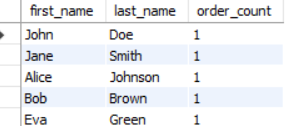 first_name last_name order_count
John Doe 1
Jane Smith 1
Alice Johnson 1
Bob Brown 1
Eva Green 1